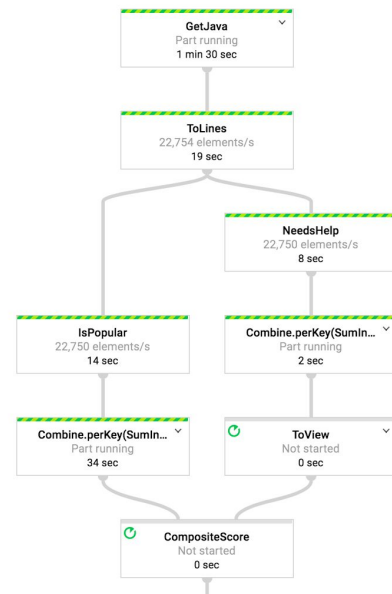 GetJava
Part running
1 min 30 sec
ToLines
22,754 elements/s
19 sec
NeedsHelp
22,750 elements/s
8 sec
IsPopular
22,750 elements/s
14 sec
Combine.perKey(SumIn...
Part running
2 sec
Combine.perKey(SumIn...
Part running
34 sec
ToView
Not started
0 sec
CompositeScore
Not started
0 sec